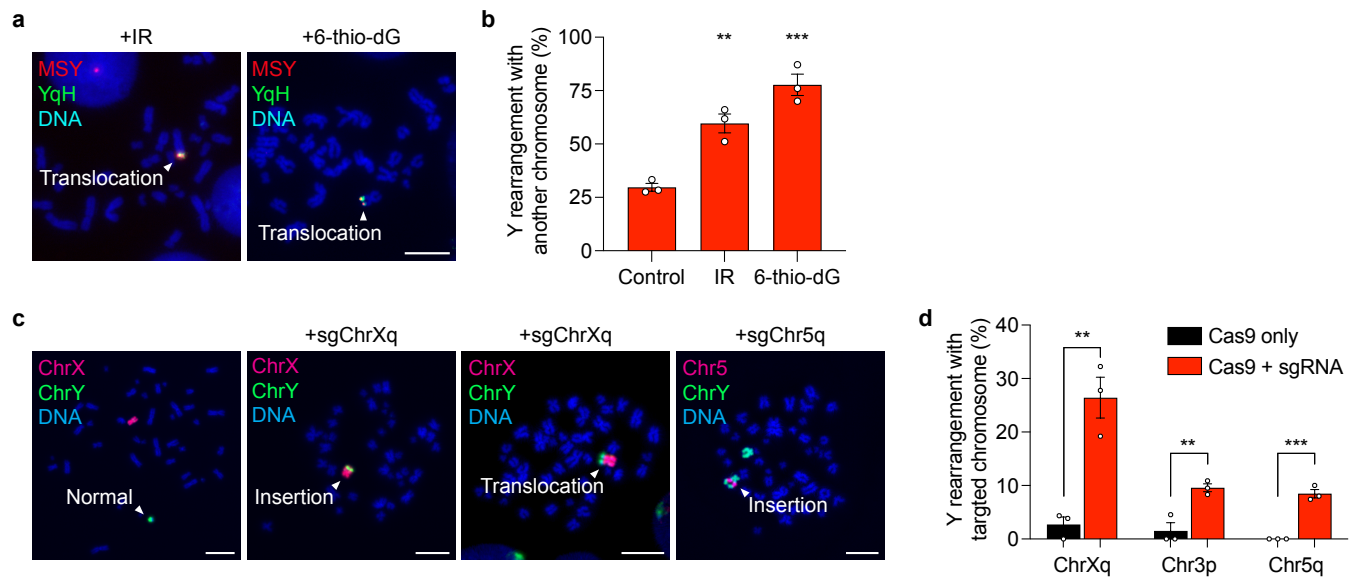 a
+IR
+6-thio-dG
MSY
YqH
DNA
Translocation
MSY
YqH
DNA
Translocation
b
Y rearrangement with
another chromosome (%)
100
75
50
25
0
**
***
Control
IR
6-thio-dG
c
+sgChrXq
+sgChrXq
+sgChr5q
ChrX
ChrY
DNA
Normal
ChrX
ChrY
DNA
Insertion
ChrX
ChrY
DNA
Translocation
Chr5
ChrY
DNA
Insertion
d
Y rearrangement with
targted chromosome (%)
40
30
20
10
0
**
**
***
Cas9 only
Cas9 + sgRNA
ChrXq
Chr3p
Chr5q